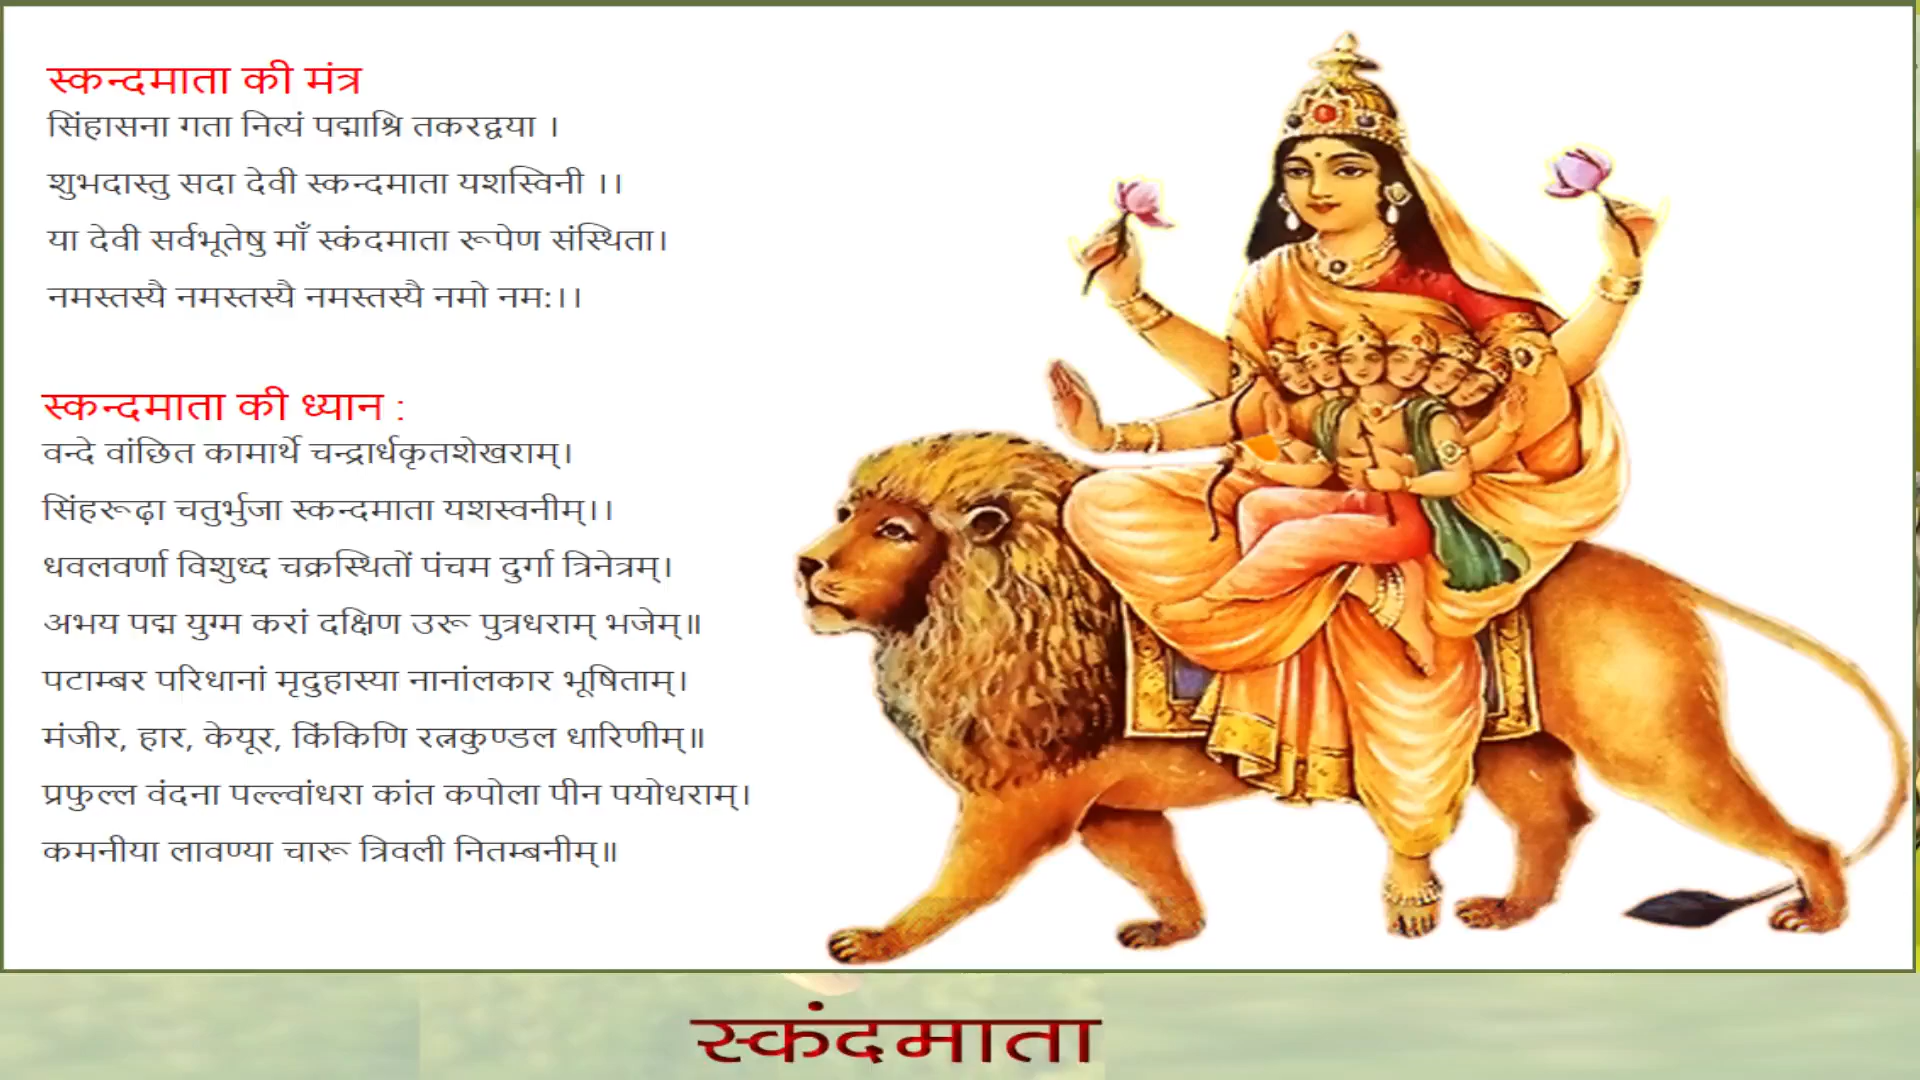 स्कन्दमाता की मंत्र
सिंहासना गता नित्यं पद्माश्रि तकरद्वया ।
शुभदास्तु सदा देवी स्कन्दमाता यशस्विनी ।।
या देवी सर्वभूतेषु माँ स्कंदमाता रूपेण संस्थिता।
नमस्तस्यै नमस्तस्यै नमस्तस्यै नमो नम:।।
स्कन्दमाता की ध्यान :
वन्दे वांछित कामार्थे चन्द्रार्धकृतशेखराम्।
सिंहरूढ़ा चतुर्भुजा स्कन्दमाता यशस्वनीम्।।
धवलवर्णा विशुध्द चक्रस्थितों पंचम दुर्गा त्रिनेत्रम्।
अभय पद्म युग्म करां दक्षिण उरू पुत्रधराम् भजेम्॥
पटाम्बर परिधानां मृदुहास्या नानांलकार भूषिताम्।
मंजीर, हार, केयूर, किंकिणि रत्नकुण्डल धारिणीम्॥
प्रफुल्ल वंदना पल्ल्वांधरा कांत कपोला पीन पयोधराम्।
कमनीया लावण्या चारू त्रिवली नितम्बनीम्॥
स्कंदमाता